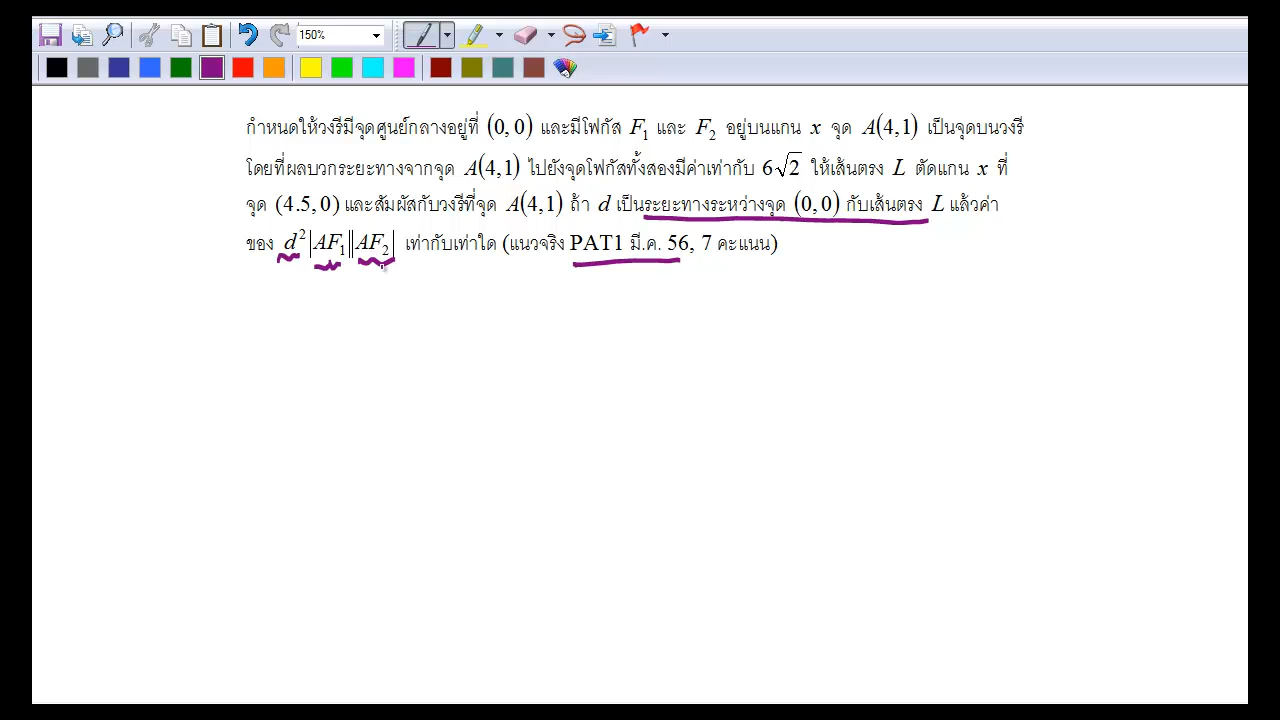 150%
กำหนดให้วงรีมีจุดศูนย์กลางอยู่ที่ (0, 0) และมีโฟกัส F₁ และ F₂ อยู่บนแกน x จุด A(4,1) เป็นจุดบนวงรี
โดยที่ผลบวกระยะทางจากจุด A(4,1) ไปยังจุดโฟกัสทั้งสองมีค่าเท่ากับ 6√2 ให้เส้นตรง L ตัดแกน x ที่
จุด (4.5, 0) และสัมผัสกับวงรีที่จุด A(4,1) ถ้า d เป็นระยะทางระหว่างจุด (0, 0) กับเส้นตรง L แล้วค่า
ของ d²|AF₁||AF₂| เท่ากับเท่าใด (แนวจริง PAT1 มี.ค. 56, 7 คะแนน)